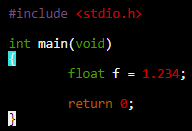 #include <stdio.h>
int main(void)
{
float f = 1.234;
return 0;
}